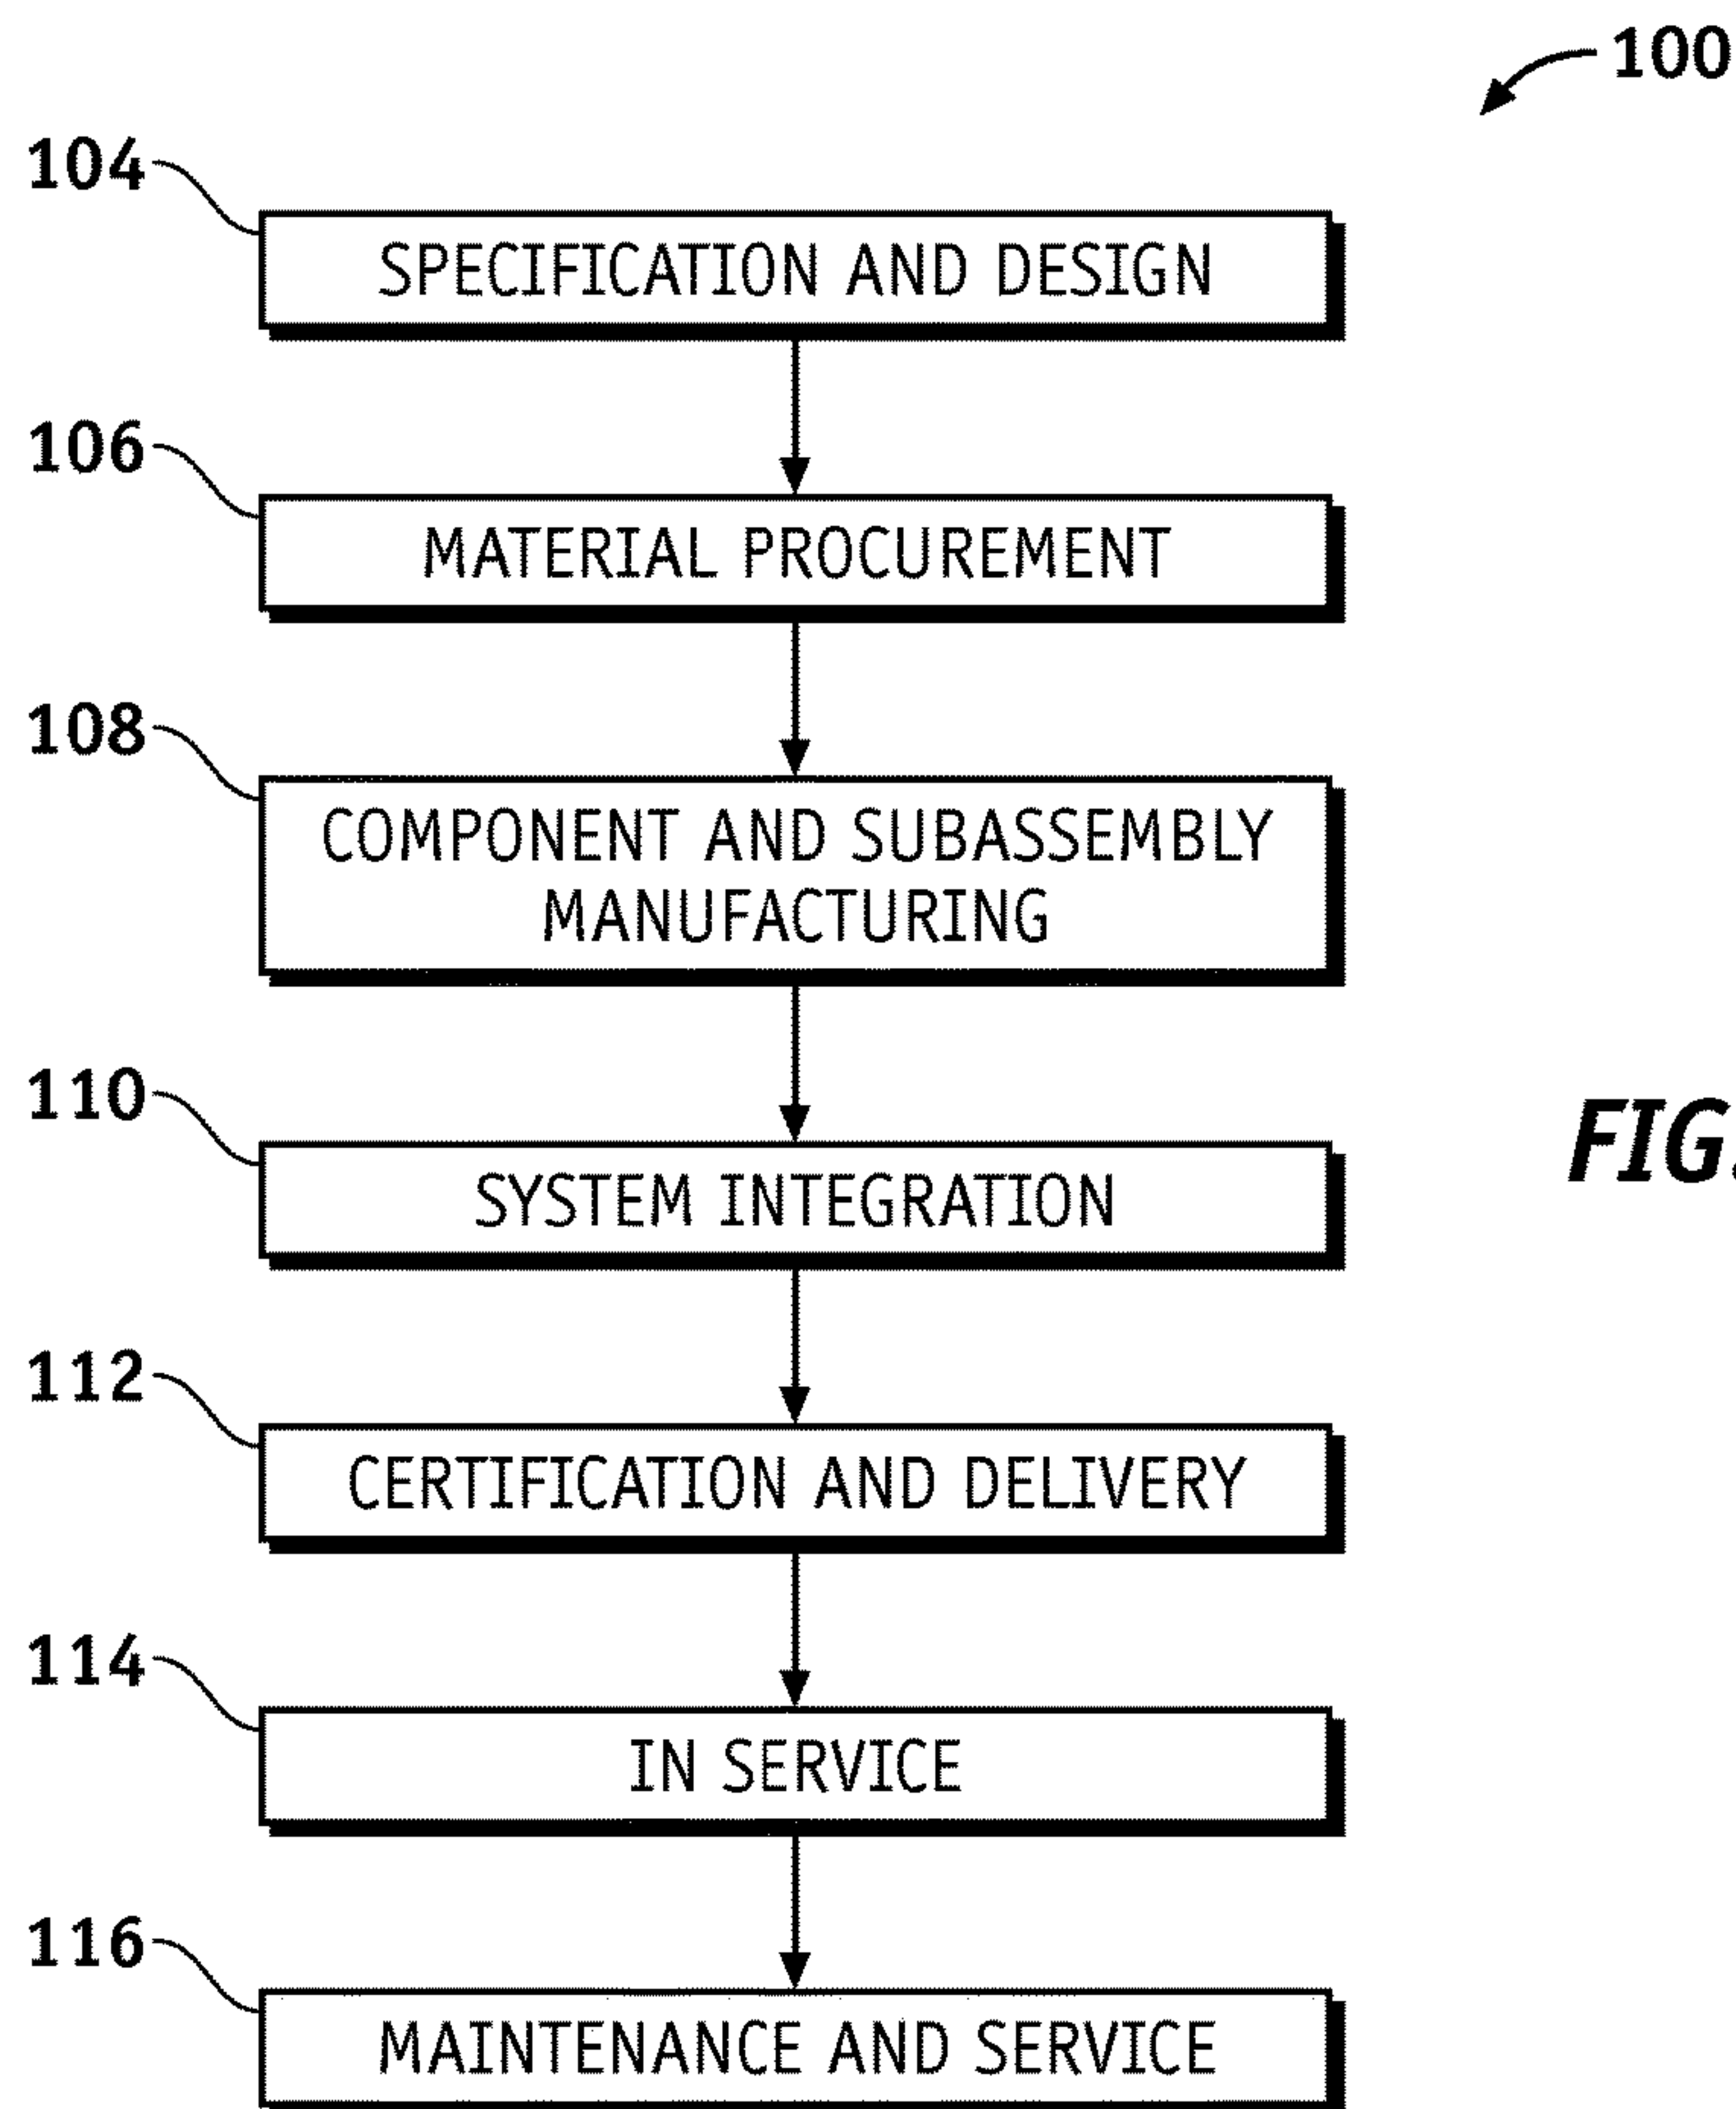 100
104
SPECIFICATION AND DESIGN
106
MATERIAL PROCUREMENT
108
COMPONENT AND SUBASSEMBLY
MANUFACTURING
110
SYSTEM INTEGRATION
FIG.
112
CERTIFICATION AND DELIVERY
114
IN SERVICE
116
MAINTENANCE AND SERVICE